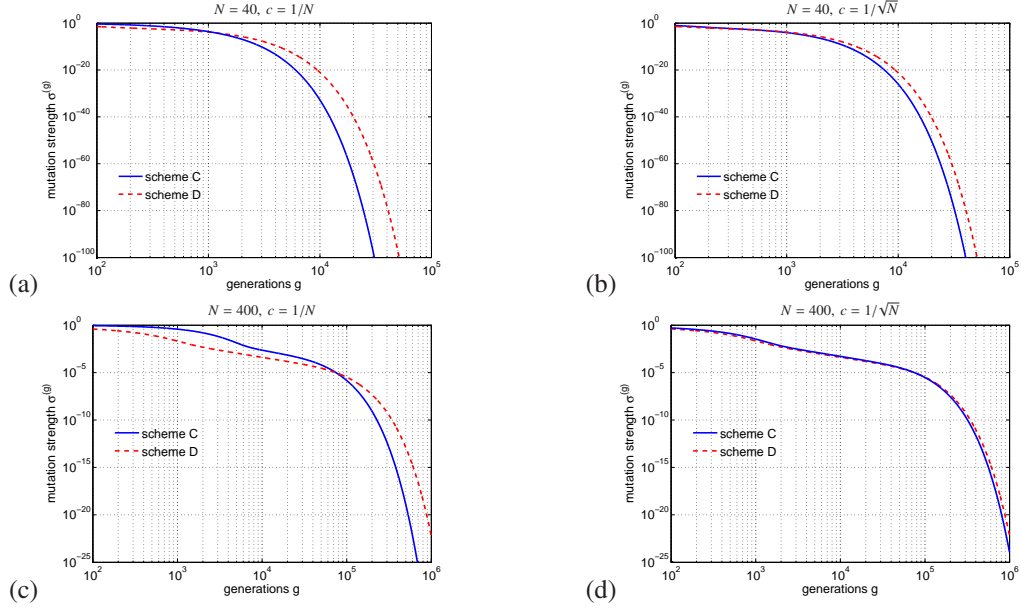 N = 40, c = 1/N
mutation strength σ(g)
10^0
10^−20
10^−40
10^−60
10^−80
10^−100
scheme C
scheme D
10^2
10^3
10^4
10^5
generations g
(a)
N = 40, c = 1/√N
mutation strength σ(g)
10^0
10^−20
10^−40
10^−60
10^−80
10^−100
scheme C
scheme D
10^2
10^3
10^4
10^5
generations g
(b)
N = 400, c = 1/N
mutation strength σ(g)
10^0
10^−5
10^−10
10^−15
10^−20
10^−25
scheme C
scheme D
10^2
10^3
10^4
10^5
10^6
generations g
(c)
N = 400, c = 1/√N
mutation strength σ(g)
10^0
10^−5
10^−10
10^−15
10^−20
10^−25
scheme C
scheme D
10^2
10^3
10^4
10^5
10^6
generations g
(d)